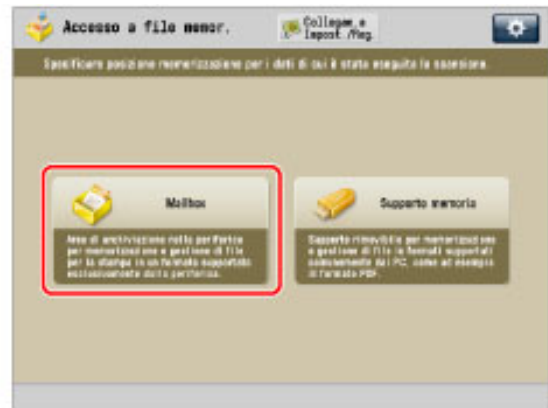 Accesso a file memor.
Collegam. e
Impost./Reg.
Specificare posizione memorizzazione per i dati di cui è stata eseguita la scansione.
Mailbox
Area di archiviazione nella periferica
per memorizzazione e gestione di file
per la stampa in un formato supportato
esclusivamente dalla periferica.
Supporto memoria
Supporto rimovibile per memorizzazione
e gestione di file in formati supportati
comunemente dai PC, come ad esempio
il formato PDF.